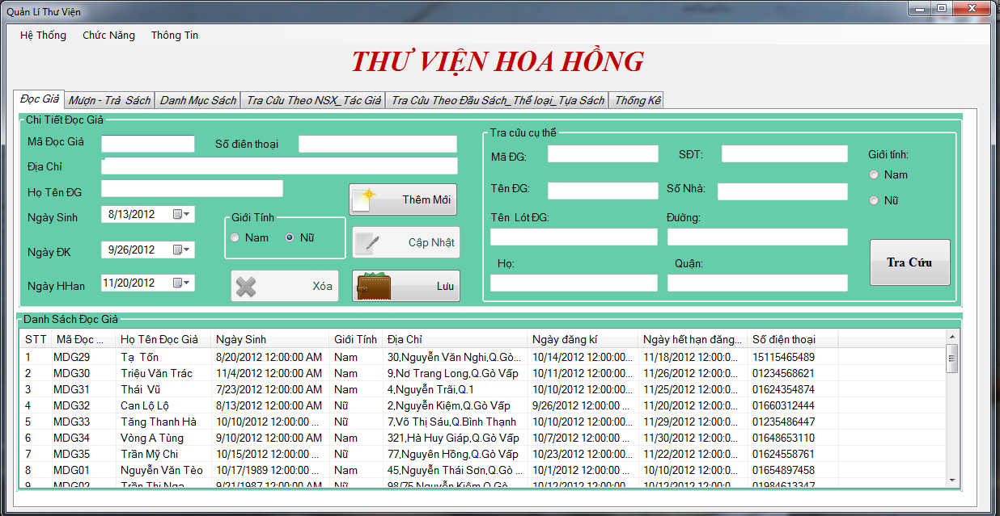 Quản Lí Thư Viện
Hệ Thống Chức Năng Thông Tin
THƯ VIỆN HOA HỒNG
Đọc Giả Mượn - Trả Sách Danh Mục Sách Tra Cứu Theo NSX_Tác Giả Tra Cứu Theo Đầu Sách_Thể loại_Tựa Sách Thống Kê
Chi Tiết Đọc Giả
Mã Đọc Giả Số điên thoại
Địa Chỉ
Họ Tên ĐG
Ngày Sinh 8/13/2012
Ngày ĐK 9/26/2012
Ngày HHan 11/20/2012
Giới Tính
Nam Nữ
Thêm Mới
Cập Nhật
Xóa Lưu
Tra cứu cụ thể
Mã ĐG: SĐT: Giới tính:
Nam
Tên ĐG: Số Nhà:
Nữ
Tên Lót ĐG: Đường:
Họ: Quận:
Tra Cứu
Danh Sách Đọc Giả
STT Mã Đọc ... Họ Tên Đọc Giả Ngày Sinh Giới Tính Địa Chỉ Ngày đăng kí Ngày hết hạn đăng... Số điên thoại
1 MDG29 Tạ Tốn 8/20/2012 12:00:00 AM Nam 30,Nguyễn Văn Nghi,Q.Gò... 10/14/2012 12:00:00... 11/18/2012 12:00:0... 15115465489
2 MDG30 Triệu Văn Trác 11/4/2012 12:00:00 AM Nam 9,Nơ Trang Long,Q.Gò Vấp 10/11/2012 12:00:00... 11/26/2012 12:00:0... 01234568621
3 MDG31 Thái Vũ 7/23/2012 12:00:00 AM Nam 4,Nguyễn Trãi,Q.1 10/10/2012 12:00:00... 11/25/2012 12:00:0... 01624354874
4 MDG32 Can Lộ Lộ 8/13/2012 12:00:00 AM Nữ 2,Nguyễn Kiệm,Q.Gò Vấp 9/26/2012 12:00:00 ... 11/20/2012 12:00:0... 01660312444
5 MDG33 Tăng Thanh Hà 10/10/2012 12:00:00 ... Nữ 7,Võ Thị Sáu,Q.Bình Thạnh 10/10/2012 12:00:00... 11/29/2012 12:00:0... 01235486447
6 MDG34 Vòng A Tùng 9/10/2012 12:00:00 AM Nam 321,Hà Huy Giáp,Q.Gò Vấp 10/7/2012 12:00:00 ... 11/30/2012 12:00:0... 01648653110
7 MDG35 Trần Mỹ Chi 10/15/2012 12:00:00 ... Nữ 77,Nguyên Hồng,Q.Gò Vấp 10/23/2012 12:00:00... 11/22/2012 12:00:0... 01624558761
8 MDG01 Nguyễn Văn Tèo 10/17/1989 12:00:00 ... Nam 45,Nguyễn Thái Sơn,Q.Gò ... 10/1/2012 12:00:00 ... 10/10/2012 12:00:0... 01654897458
9 MDG02 Trần Thị Nga 9/21/1987 12:00:00 AM Nữ 98/75,Nguyễn Kiệm,Q.Gò... 10/12/2012 12:00:00... 10/12/2012 12:00:0... 01984613347